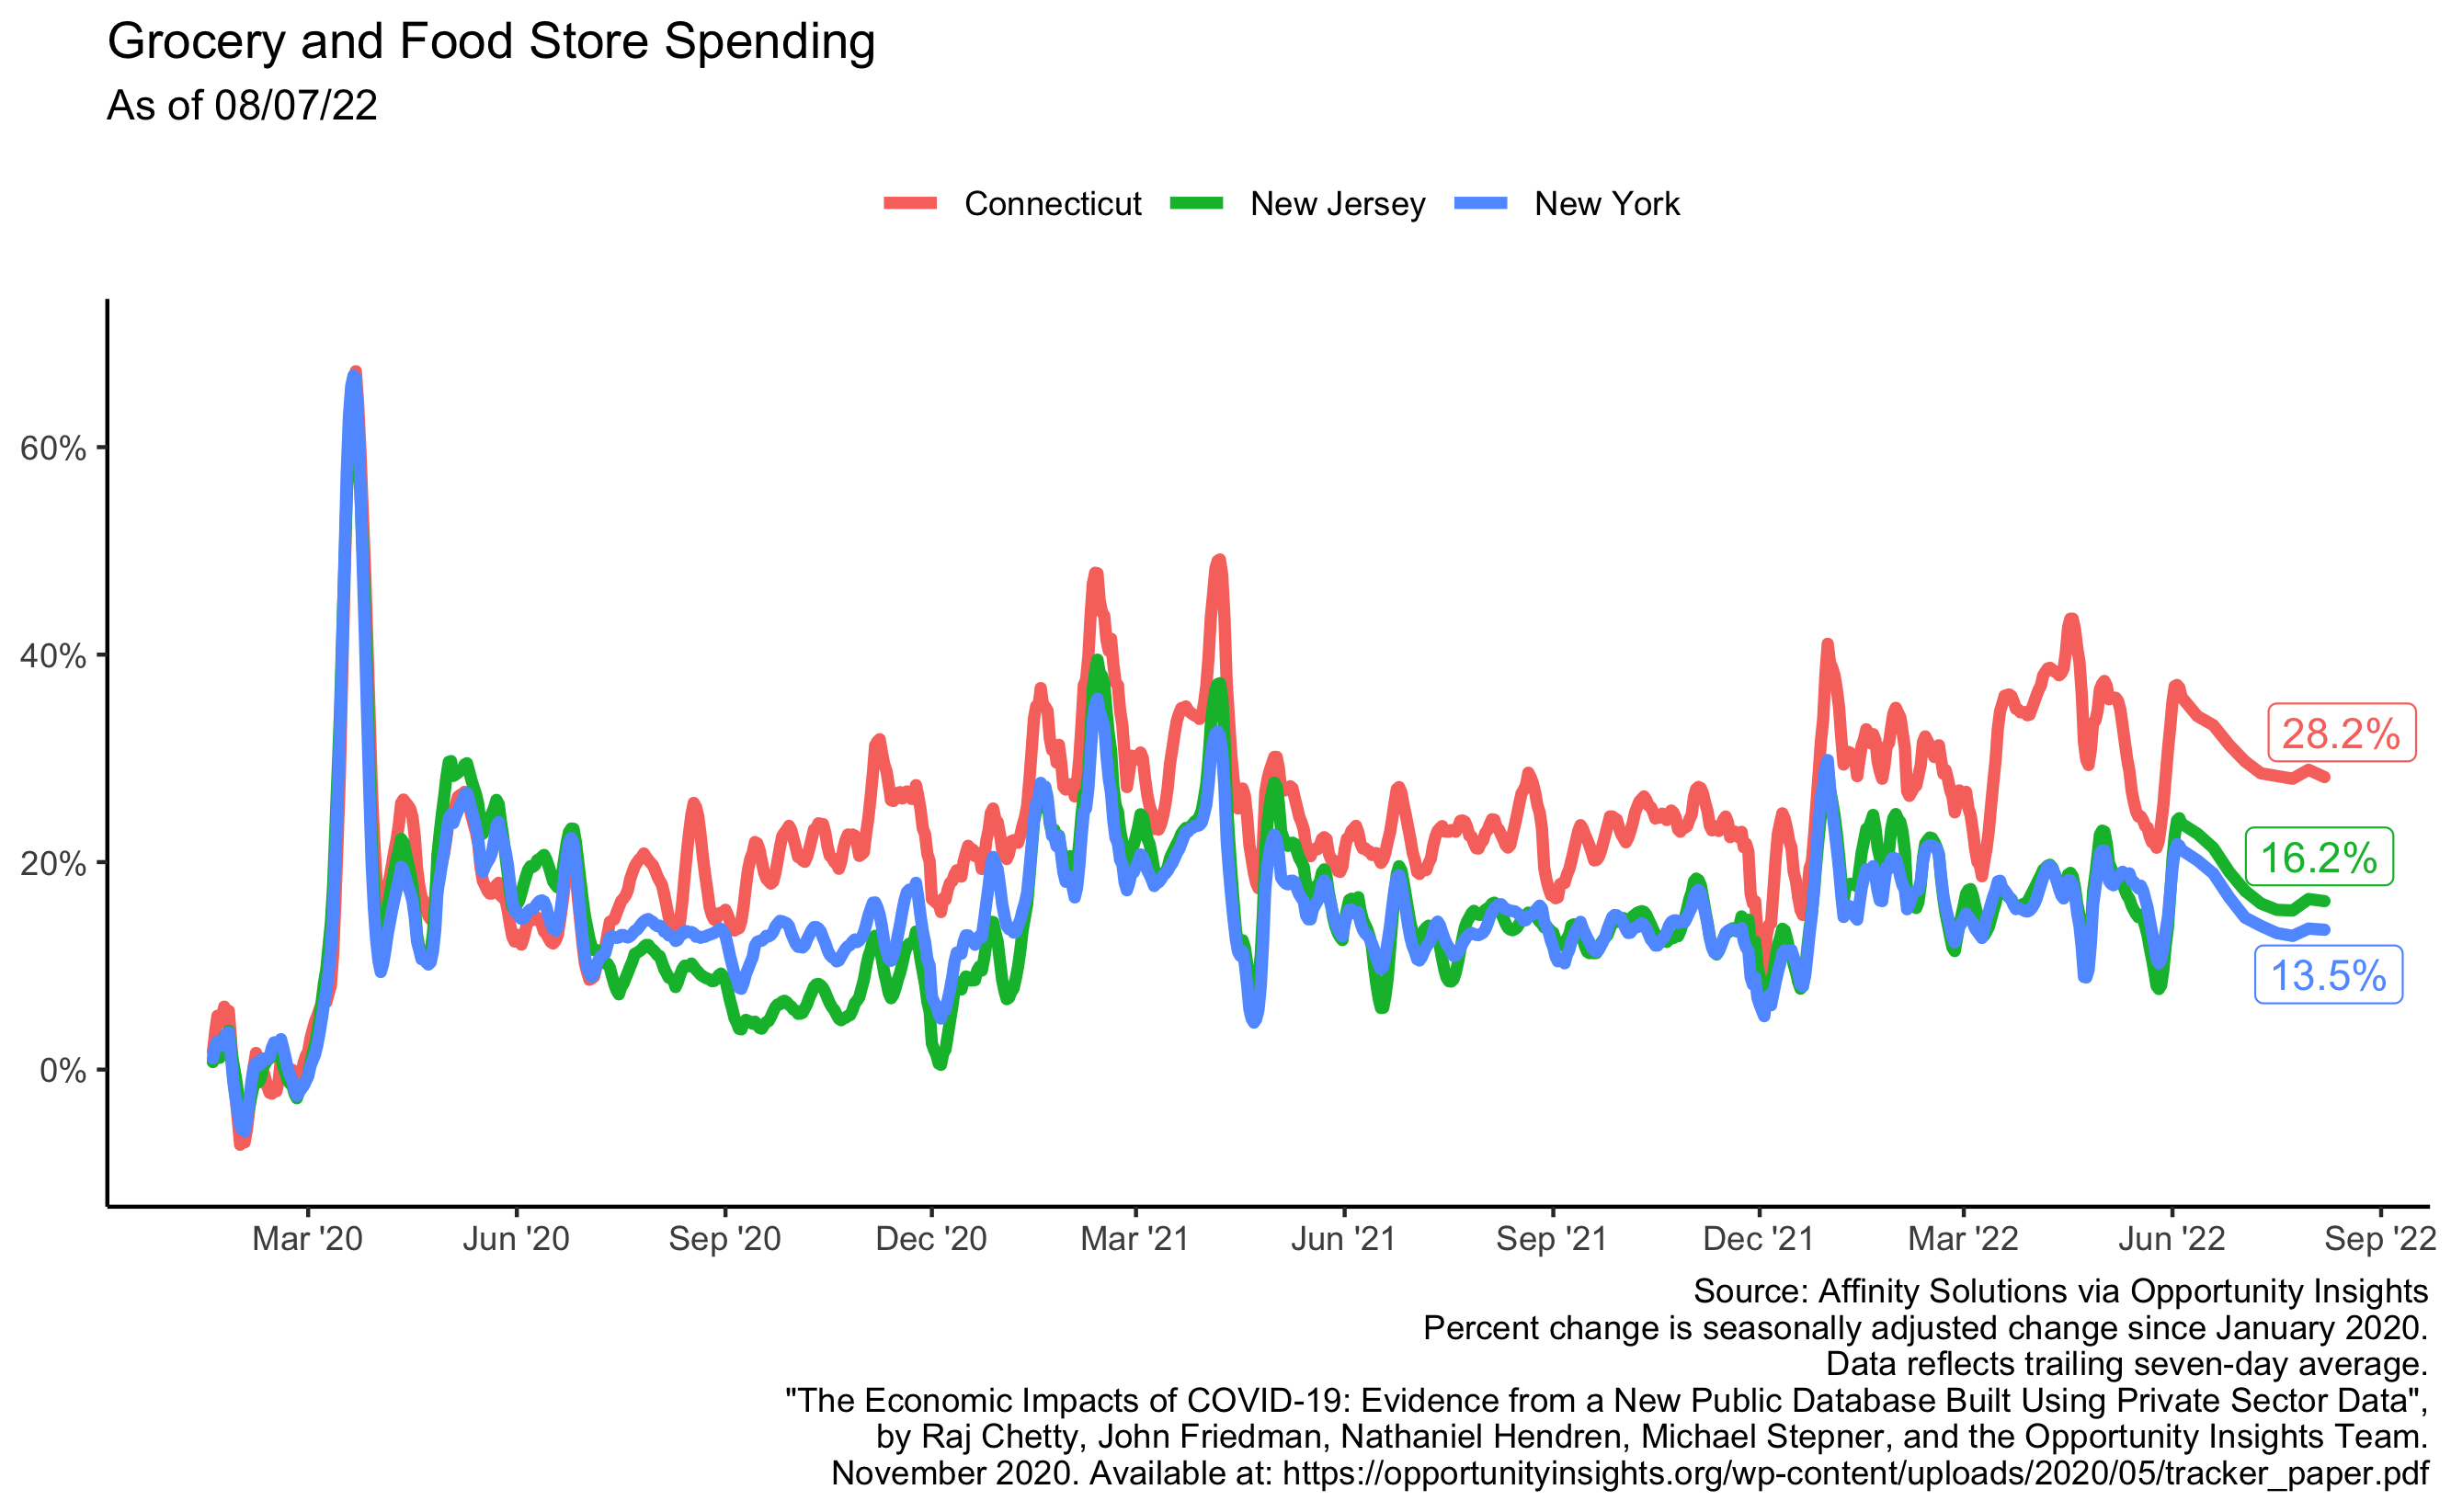 Grocery and Food Store Spending
As of 08/07/22
Connecticut New Jersey New York
60%
40%
20%
0%
28.2%
16.2%
13.5%
Mar '20 Jun '20 Sep '20 Dec '20 Mar '21 Jun '21 Sep '21 Dec '21 Mar '22 Jun '22 Sep '22
Source: Affinity Solutions via Opportunity Insights
Percent change is seasonally adjusted change since January 2020.
Data reflects trailing seven-day average.
"The Economic Impacts of COVID-19: Evidence from a New Public Database Built Using Private Sector Data",
by Raj Chetty, John Friedman, Nathaniel Hendren, Michael Stepner, and the Opportunity Insights Team.
November 2020. Available at: https://opportunityinsights.org/wp-content/uploads/2020/05/tracker_paper.pdf